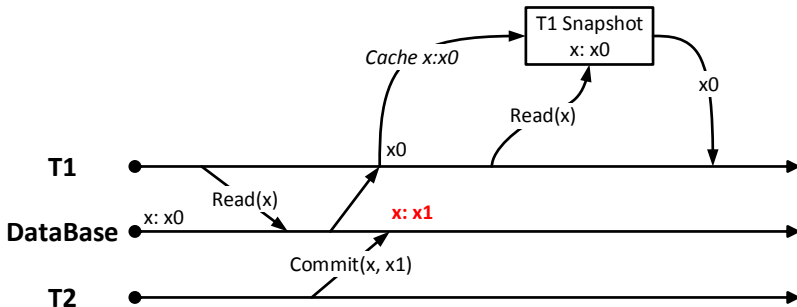 T1 Snapshot
x: x0
Cache x:x0
x0
Read(x)
x0
T1
Read(x)
x: x0
x: x1
DataBase
Commit(x, x1)
T2